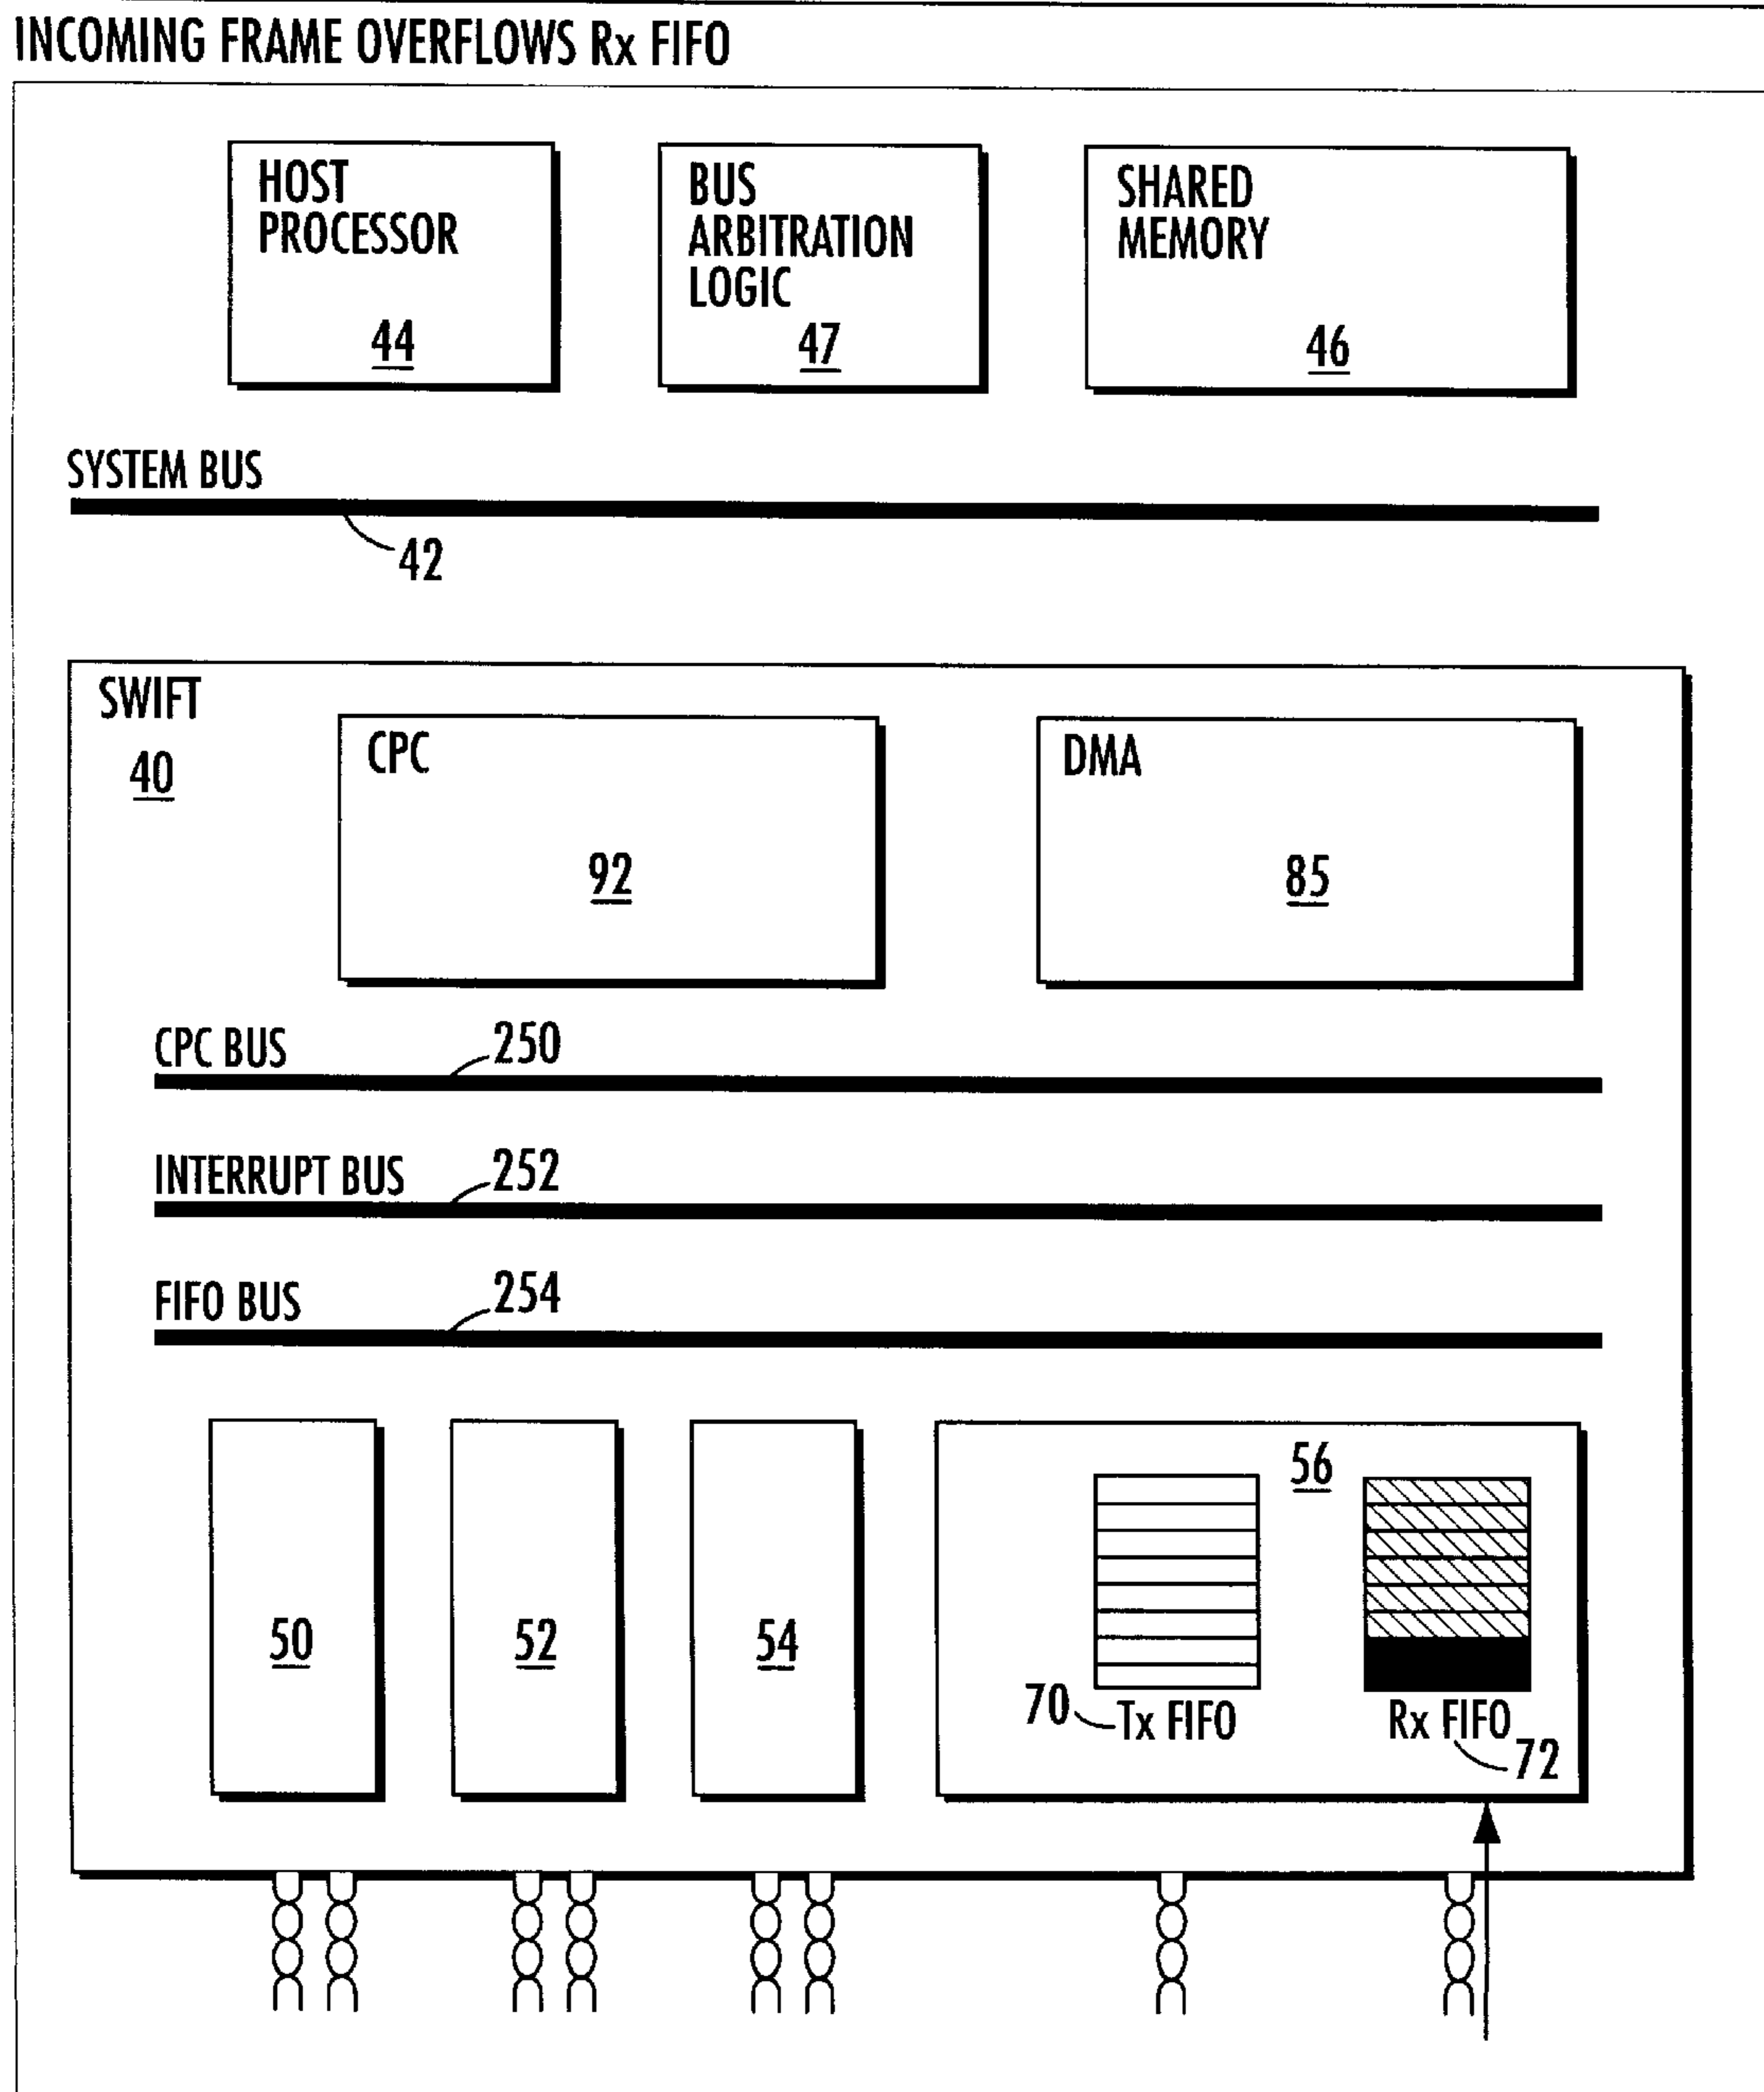 INCOMING FRAME OVERFLOWS Rx FIFO
HOST
PROCESSOR
44
BUS
ARBITRATION
LOGIC
47
SHARED
MEMORY
46
SYSTEM BUS
42
SWIFT
40
CPC
92
DMA
85
CPC BUS
250
INTERRUPT BUS
252
FIFO BUS
254
50
52
54
56
70
Tx FIFO
Rx FIFO
72